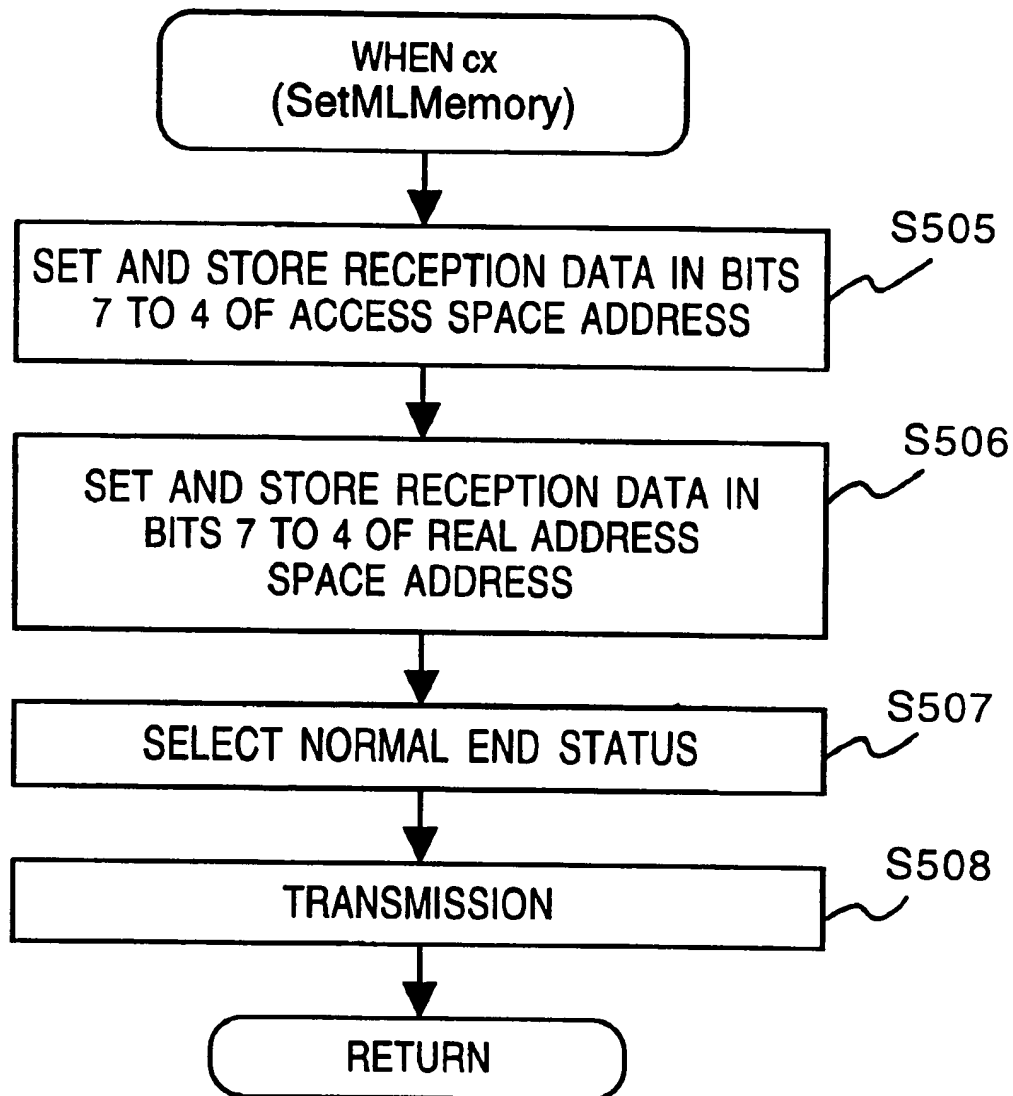 WHEN cx
(SetMLMemory)
S505
SET AND STORE RECEPTION DATA IN BITS
7 TO 4 OF ACCESS SPACE ADDRESS
S506
SET AND STORE RECEPTION DATA IN
BITS 7 TO 4 OF REAL ADDRESS
SPACE ADDRESS
S507
SELECT NORMAL END STATUS
S508
TRANSMISSION
RETURN